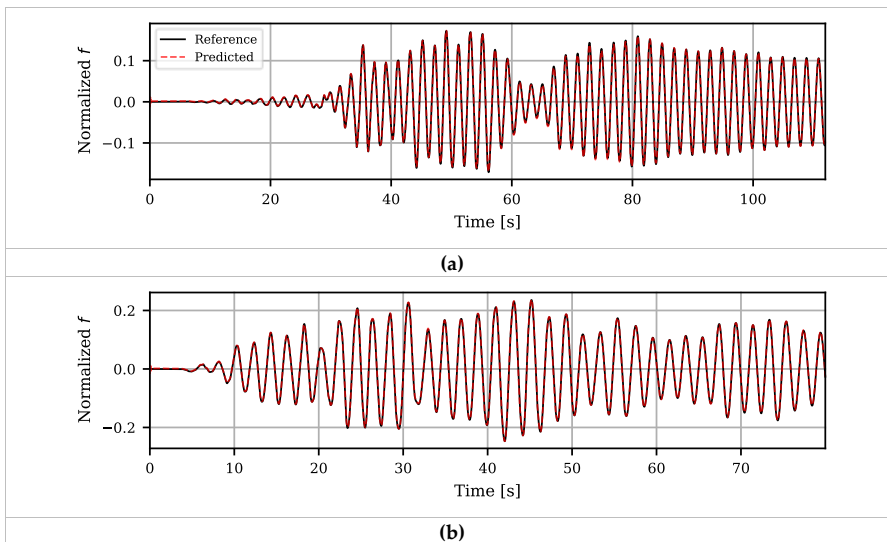 Reference
Predicted
Normalized f
0.1
0.0
−0.1
0 20 40 60 80 100
Time [s]
(a)
Normalized f
0.2
0.0
−0.2
0 10 20 30 40 50 60 70
Time [s]
(b)